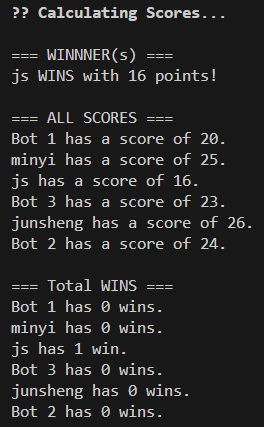 ?? Calculating Scores...
=== WINNNER(s) ===
js WINS with 16 points!
=== ALL SCORES ===
Bot 1 has a score of 20.
minyi has a score of 25.
js has a score of 16.
Bot 3 has a score of 23.
junsheng has a score of 26.
Bot 2 has a score of 24.
=== Total WINS ===
Bot 1 has 0 wins.
minyi has 0 wins.
js has 1 win.
Bot 3 has 0 wins.
junsheng has 0 wins.
Bot 2 has 0 wins.